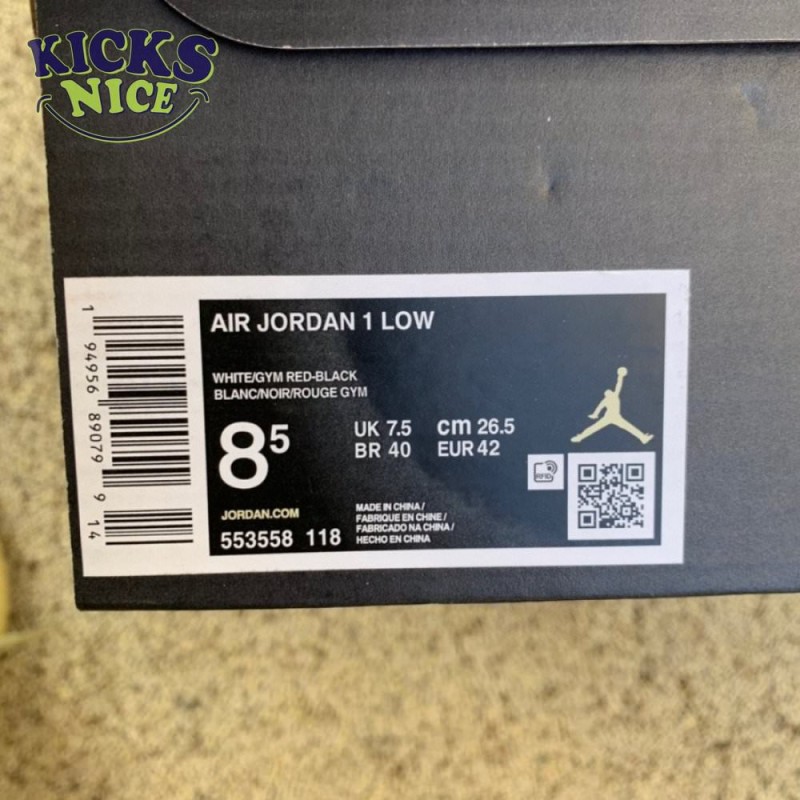 KICKS
NICE
AIR JORDAN 1 LOW
WHITE/GYM RED-BLACK
BLANC/NOIR/ROUGE GYM
8⁵
UK 7.5 cm 26.5
BR 40 EUR 42
RFID
JORDAN.COM
553558 118
MADE IN CHINA /
FABRIQUE EN CHINE /
FABRICADO NA CHINA /
HECHO EN CHINA
1 94956 89079 9 14